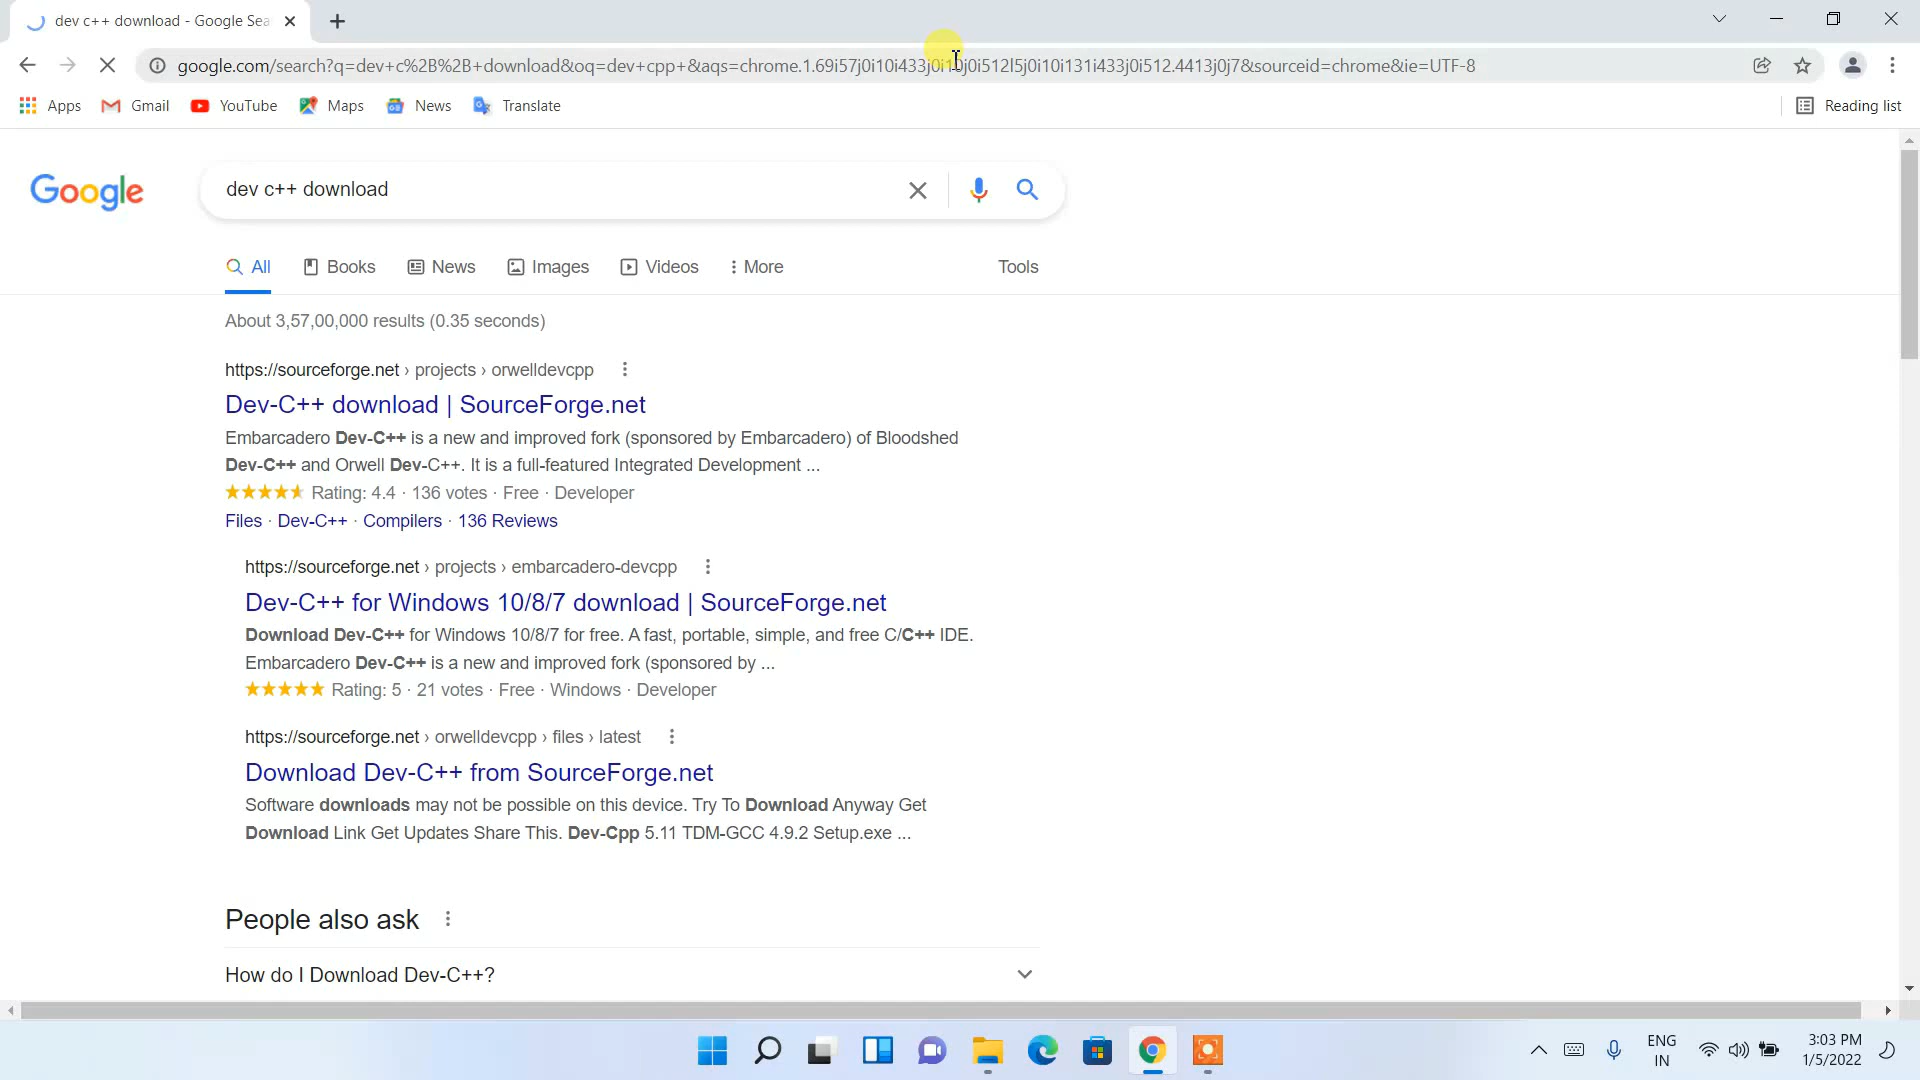 dev c++ download - Google Sea
google.com/search?q=dev+c%2B%2B+download&oq=dev+cpp+&aqs=chrome.1.69i57j0i10i433j0i10j0i512l5j0i10i131i433j0i512.4413j0j7&sourceid=chrome&ie=UTF-8
Apps Gmail YouTube Maps News Translate Reading list
Google dev c++ download
All Books News Images Videos More Tools
About 3,57,00,000 results (0.35 seconds)
https://sourceforge.net › projects › orwelldevcpp
Dev-C++ download | SourceForge.net
Embarcadero Dev-C++ is a new and improved fork (sponsored by Embarcadero) of Bloodshed
Dev-C++ and Orwell Dev-C++. It is a full-featured Integrated Development ...
Rating: 4.4 · 136 votes · Free · Developer
Files · Dev-C++ · Compilers · 136 Reviews
https://sourceforge.net › projects › embarcadero-devcpp
Dev-C++ for Windows 10/8/7 download | SourceForge.net
Download Dev-C++ for Windows 10/8/7 for free. A fast, portable, simple, and free C/C++ IDE.
Embarcadero Dev-C++ is a new and improved fork (sponsored by ...
Rating: 5 · 21 votes · Free · Windows · Developer
https://sourceforge.net › orwelldevcpp › files › latest
Download Dev-C++ from SourceForge.net
Software downloads may not be possible on this device. Try To Download Anyway Get
Download Link Get Updates Share This. Dev-Cpp 5.11 TDM-GCC 4.9.2 Setup.exe ...
People also ask
How do I Download Dev-C++?
ENG 3:03 PM
IN 1/5/2022